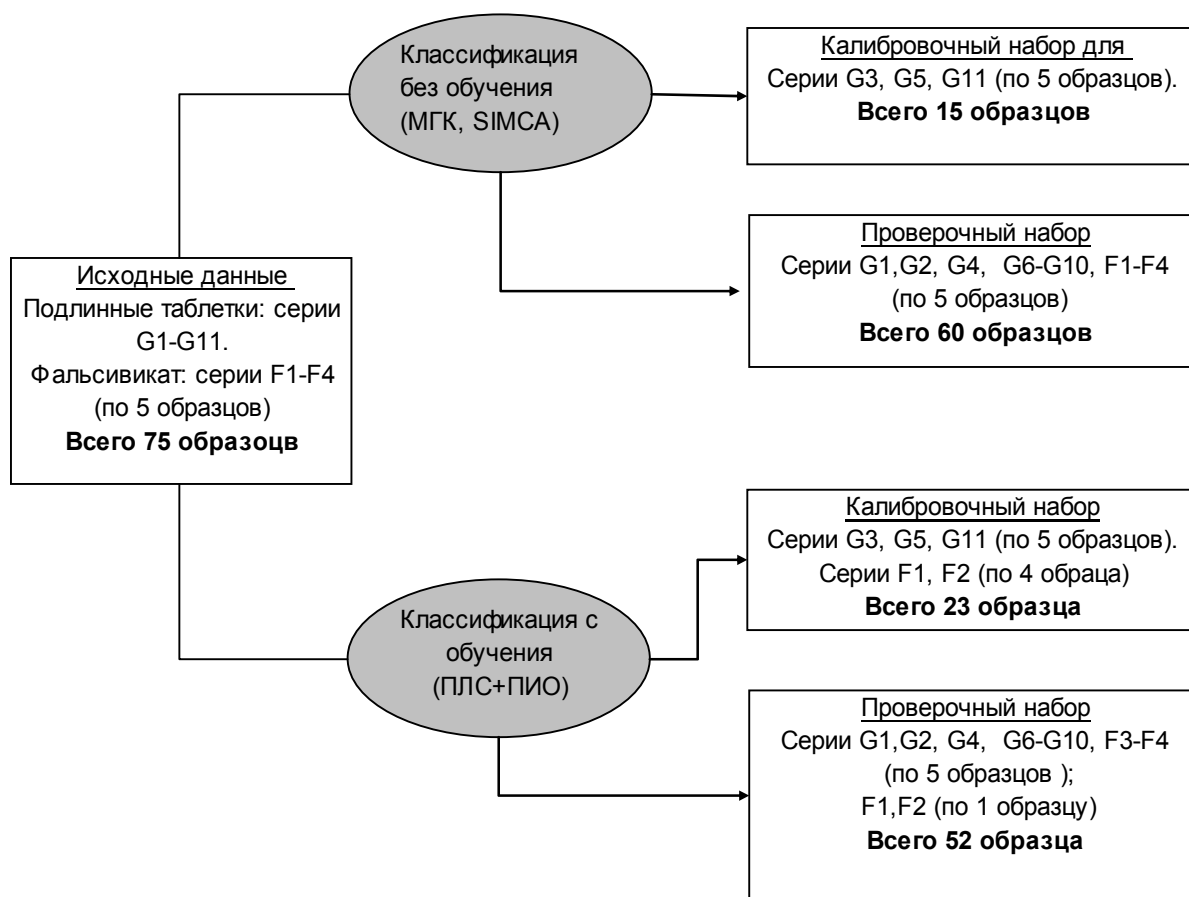 Классификация
без обучения
(МГК, SIMCA)
Калибровочный набор для
Серии G3, G5, G11 (по 5 образцов).
Всего 15 образцов
Проверочный набор
Серии G1,G2, G4, G6-G10, F1-F4
(по 5 образцов)
Всего 60 образцов
Исходные данные
Подлинные таблетки: серии
G1-G11.
Фальсивикат: серии F1-F4
(по 5 образцов)
Всего 75 образоцв
Калибровочный набор
Серии G3, G5, G11 (по 5 образцов).
Серии F1, F2 (по 4 обраца)
Всего 23 образца
Классификация с
обучения
(ПЛС+ПИО)
Проверочный набор
Серии G1,G2, G4, G6-G10, F3-F4
(по 5 образцов );
F1,F2 (по 1 образцу)
Всего 52 образца